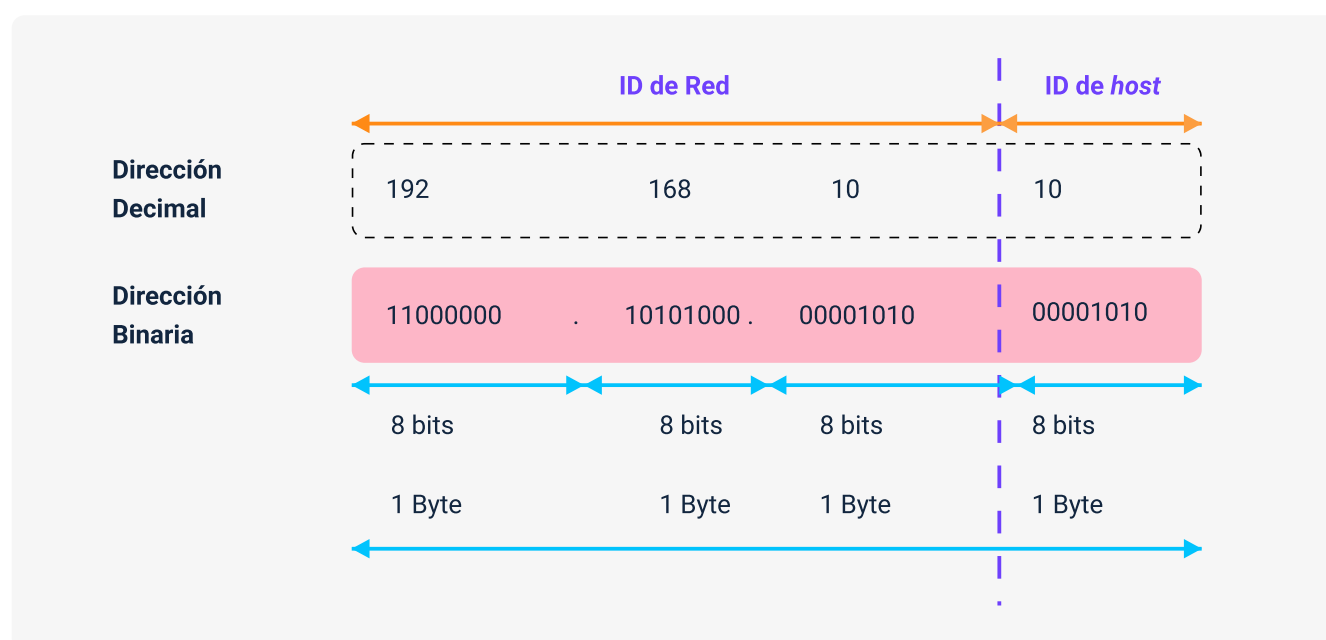 ID de Red ID de host
Dirección
Decimal
192 168 10 10
Dirección
Binaria
11000000 . 10101000 . 00001010 00001010
8 bits 8 bits 8 bits 8 bits
1 Byte 1 Byte 1 Byte 1 Byte